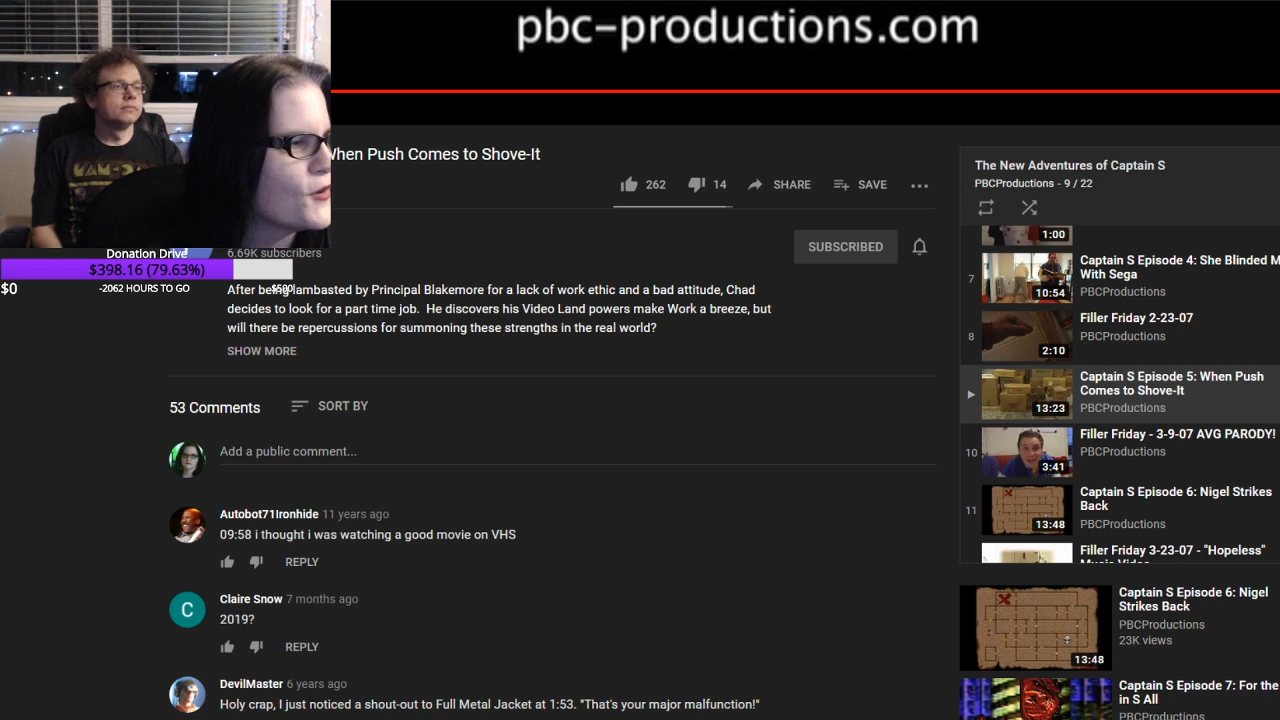 pbc-productions.com
When Push Comes to Shove-It
262
14
SHARE
SAVE
6.69K subscribers
SUBSCRIBED
Donation Drive
$398.16 (79.63%)
$0
-2062 HOURS TO GO
$500
After being lambasted by Principal Blakemore for a lack of work ethic and a bad attitude, Chad
decides to look for a part time job. He discovers his Video Land powers make Work a breeze, but
will there be repercussions for summoning these strengths in the real world?
SHOW MORE
53 Comments
SORT BY
Add a public comment...
Autobot71Ironhide 11 years ago
09:58 i thought i was watching a good movie on VHS
REPLY
C
Claire Snow 7 months ago
2019?
REPLY
DevilMaster 6 years ago
Holy crap, I just noticed a shout-out to Full Metal Jacket at 1:53. "That's your major malfunction!"
The New Adventures of Captain S
PBCProductions - 9 / 22
1:00
7
10:54
Captain S Episode 4: She Blinded M
With Sega
PBCProductions
8
2:10
Filler Friday 2-23-07
PBCProductions
13:23
Captain S Episode 5: When Push
Comes to Shove-It
PBCProductions
10
3:41
Filler Friday - 3-9-07 AVG PARODY!
PBCProductions
11
13:48
Captain S Episode 6: Nigel Strikes
Back
PBCProductions
Filler Friday 3-23-07 - "Hopeless"
Music Video
13:48
Captain S Episode 6: Nigel
Strikes Back
PBCProductions
23K views
Captain S Episode 7: For the
in S All
PBCProductions